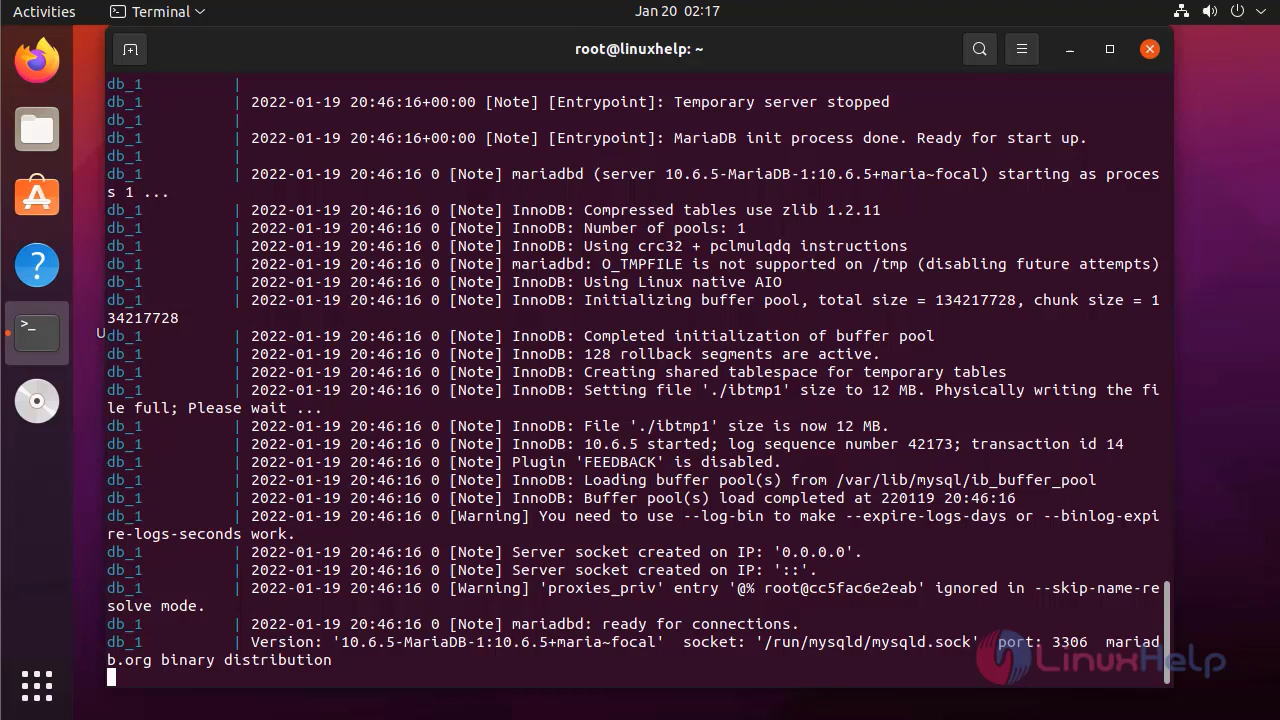 Activities Terminal Jan 20 02:17
root@linuxhelp: ~
db_1 |
db_1 | 2022-01-19 20:46:16+00:00 [Note] [Entrypoint]: Temporary server stopped
db_1 |
db_1 | 2022-01-19 20:46:16+00:00 [Note] [Entrypoint]: MariaDB init process done. Ready for start up.
db_1 |
db_1 | 2022-01-19 20:46:16 0 [Note] mariadbd (server 10.6.5-MariaDB-1:10.6.5+maria~focal) starting as proces
s 1 ...
db_1 | 2022-01-19 20:46:16 0 [Note] InnoDB: Compressed tables use zlib 1.2.11
db_1 | 2022-01-19 20:46:16 0 [Note] InnoDB: Number of pools: 1
db_1 | 2022-01-19 20:46:16 0 [Note] InnoDB: Using crc32 + pclmulqdq instructions
db_1 | 2022-01-19 20:46:16 0 [Note] mariadbd: O_TMPFILE is not supported on /tmp (disabling future attempts)
db_1 | 2022-01-19 20:46:16 0 [Note] InnoDB: Using Linux native AIO
db_1 | 2022-01-19 20:46:16 0 [Note] InnoDB: Initializing buffer pool, total size = 134217728, chunk size = 1
34217728
U
db_1 | 2022-01-19 20:46:16 0 [Note] InnoDB: Completed initialization of buffer pool
db_1 | 2022-01-19 20:46:16 0 [Note] InnoDB: 128 rollback segments are active.
db_1 | 2022-01-19 20:46:16 0 [Note] InnoDB: Creating shared tablespace for temporary tables
db_1 | 2022-01-19 20:46:16 0 [Note] InnoDB: Setting file './ibtmp1' size to 12 MB. Physically writing the fi
le full; Please wait ...
db_1 | 2022-01-19 20:46:16 0 [Note] InnoDB: File './ibtmp1' size is now 12 MB.
db_1 | 2022-01-19 20:46:16 0 [Note] InnoDB: 10.6.5 started; log sequence number 42173; transaction id 14
db_1 | 2022-01-19 20:46:16 0 [Note] Plugin 'FEEDBACK' is disabled.
db_1 | 2022-01-19 20:46:16 0 [Note] InnoDB: Loading buffer pool(s) from /var/lib/mysql/ib_buffer_pool
db_1 | 2022-01-19 20:46:16 0 [Note] InnoDB: Buffer pool(s) load completed at 220119 20:46:16
db_1 | 2022-01-19 20:46:16 0 [Warning] You need to use --log-bin to make --expire-logs-days or --binlog-expi
re-logs-seconds work.
db_1 | 2022-01-19 20:46:16 0 [Note] Server socket created on IP: '0.0.0.0'.
db_1 | 2022-01-19 20:46:16 0 [Note] Server socket created on IP: '::'.
db_1 | 2022-01-19 20:46:16 0 [Warning] 'proxies_priv' entry '@% root@cc5fac6e2eab' ignored in --skip-name-re
solve mode.
db_1 | 2022-01-19 20:46:16 0 [Note] mariadbd: ready for connections.
db_1 | Version: '10.6.5-MariaDB-1:10.6.5+maria~focal'  socket: '/run/mysqld/mysqld.sock'  port: 3306  mariad
b.org binary distribution
LinuxHelp